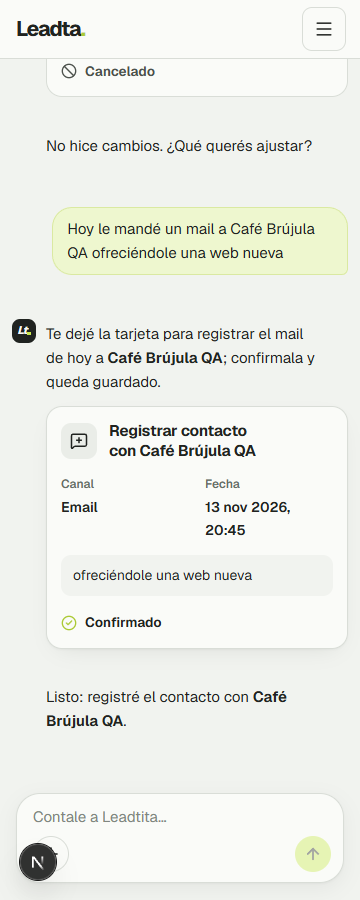 Leadta.
Cancelado
No hice cambios. ¿Qué querés ajustar?
Hoy le mandé un mail a Café Brújula
QA ofreciéndole una web nueva
Lt.
Te dejé la tarjeta para registrar el mail
de hoy a Café Brújula QA; confirmala y
queda guardado.
Registrar contacto
con Café Brújula QA
Canal
Fecha
Email
13 nov 2026,
20:45
ofreciéndole una web nueva
Confirmado
Listo: registré el contacto con Café
Brújula QA.
Contale a Leadtita...
N